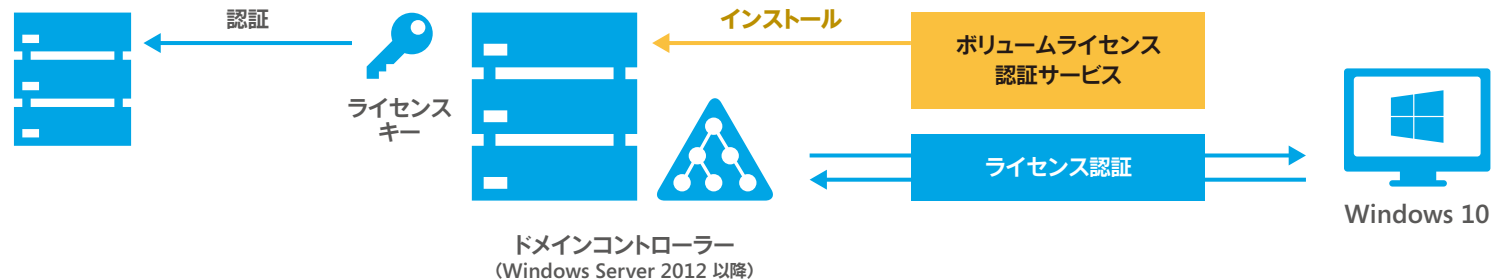 認証
ライセンス
キー
インストール
ボリュームライセンス
認証サービス
ライセンス認証
Windows 10
ドメインコントローラー
（Windows Server 2012 以降）